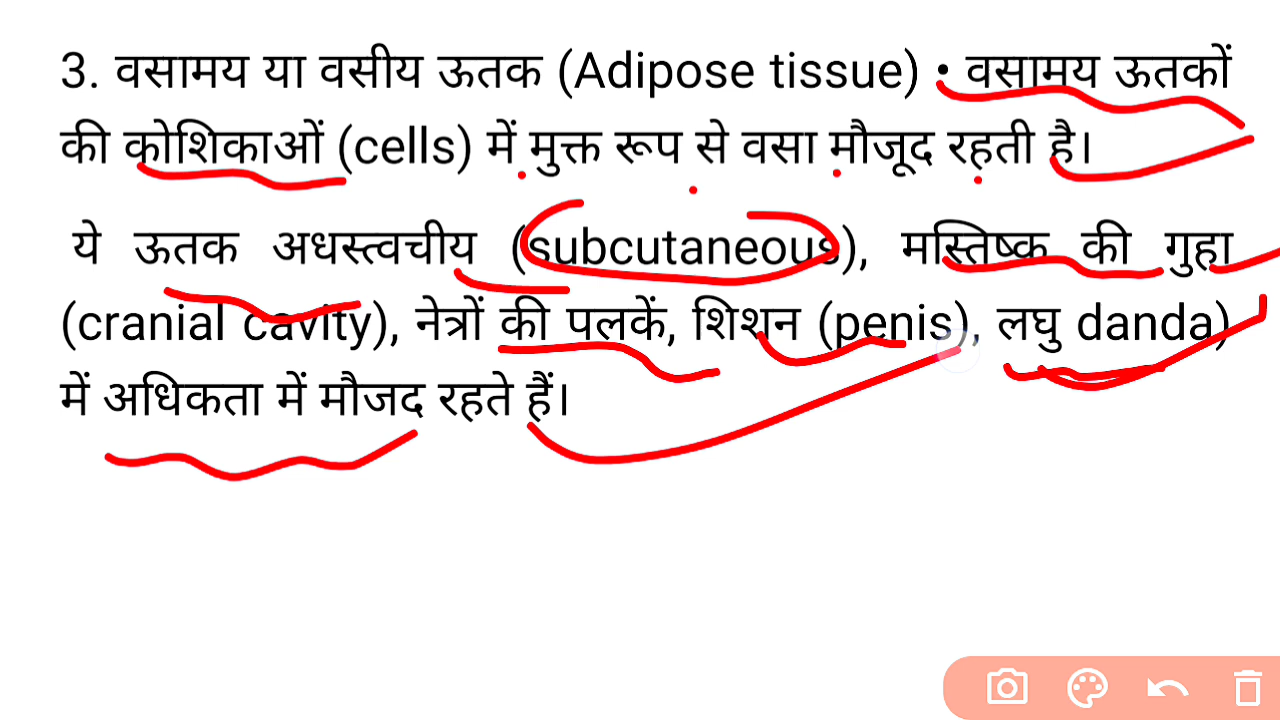 3. वसामय या वसीय ऊतक (Adipose tissue) • वसामय ऊतकों
की कोशिकाओं (cells) में मुक्त रूप से वसा मौजूद रहती है।
ये ऊतक अधस्त्वचीय (subcutaneous), मस्तिष्क की गुहा
(cranial cavity), नेत्रों की पलकें, शिशन (penis), लघु danda)
में अधिकता में मौजद रहते हैं।